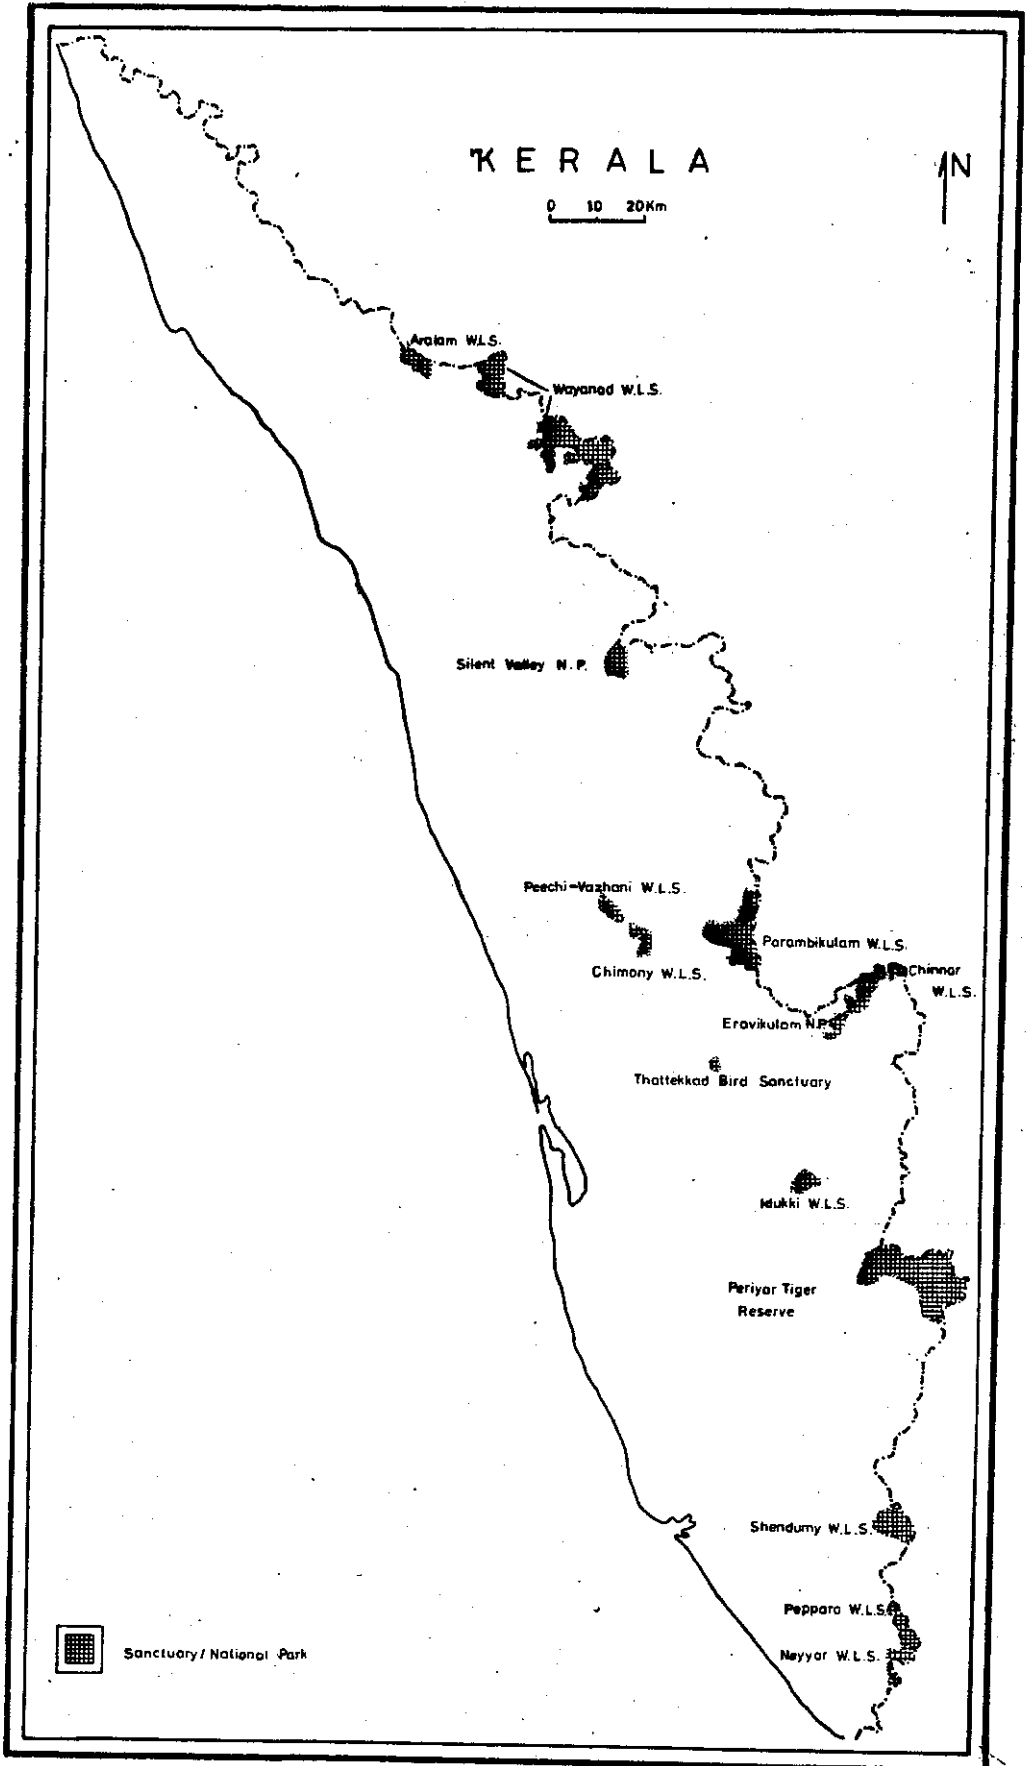 KERALA
N
0 10 20Km
Aralam W.L.S.
Wayanad W.L.S.
Silent Valley N.P.
Peechi-Vazhani W.L.S.
Parambikulam W.L.S.
Chimony W.L.S.
Chinnar
W.L.S.
Eravikulam N.P.
Thattekkad Bird Sanctuary
Idukki W.L.S.
Periyar Tiger
Reserve
Shendurny W.L.S.
Peppara W.L.S.
Neyyar W.L.S.
Sanctuary/National Park